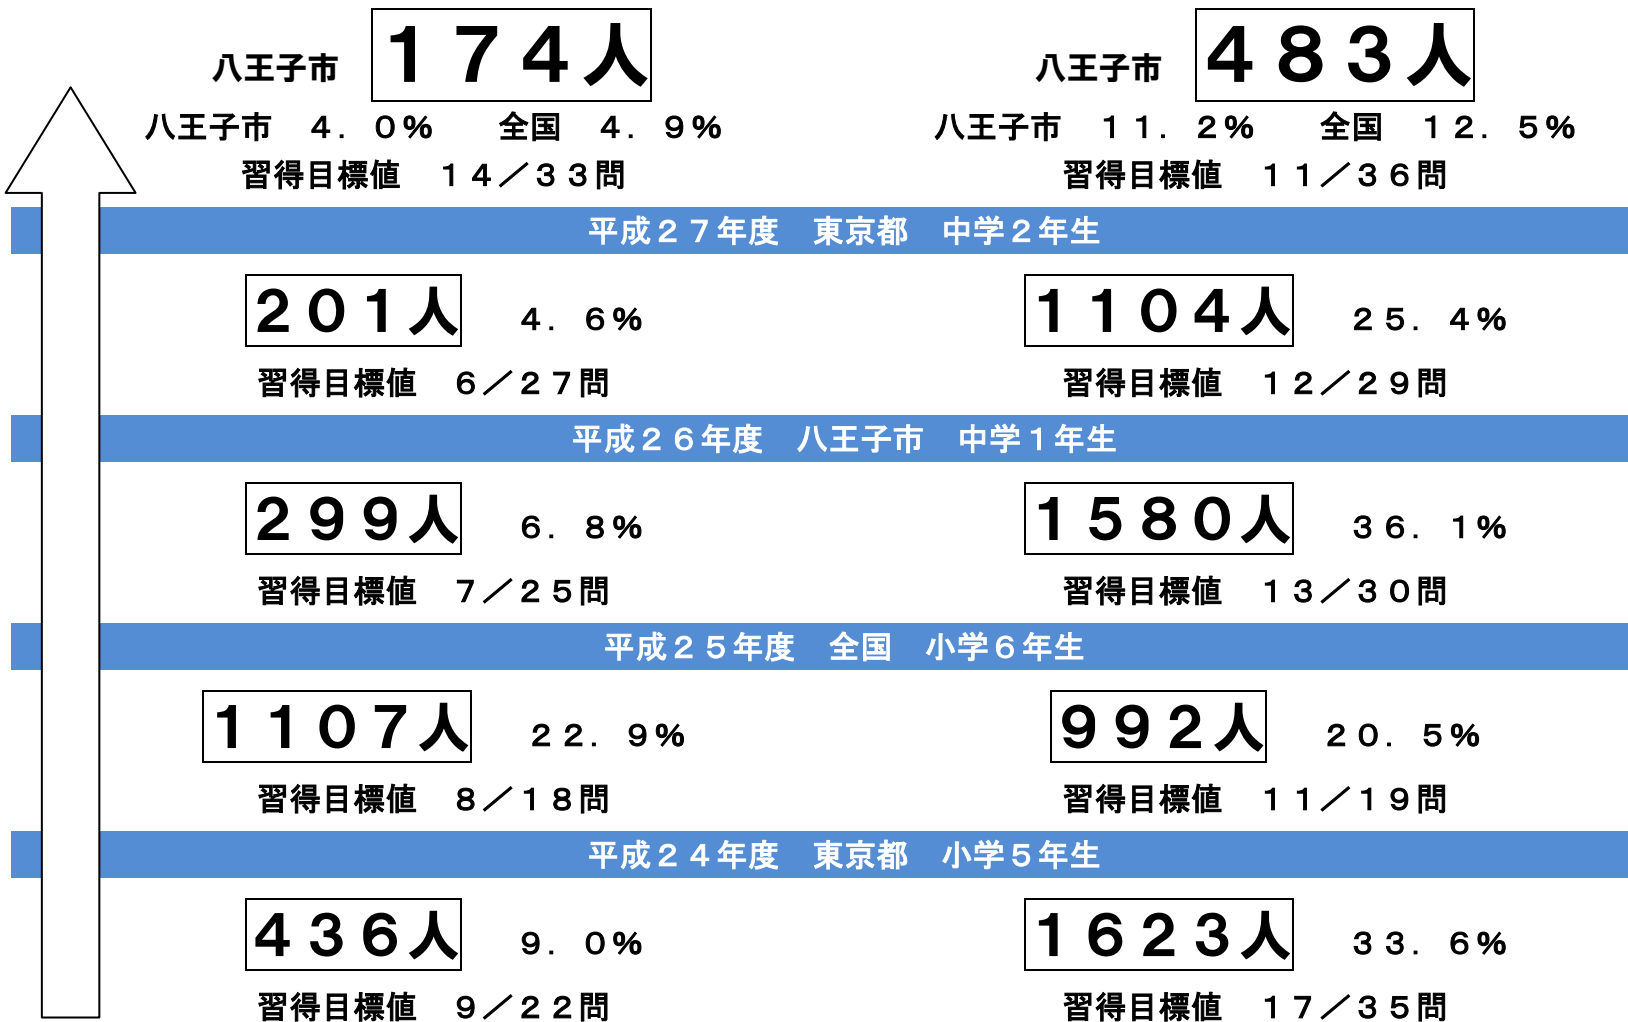 八王子市　１７４人　八王子市　４８３人
八王子市　４．０％　全国　４．９％　八王子市　１１．２％　全国　１２．５％
習得目標値　１４／３３問　習得目標値　１１／３６問
平成２７年度　東京都　中学２年生
２０１人　４．６％　１１０４人　２５．４％
習得目標値　６／２７問　習得目標値　１２／２９問
平成２６年度　八王子市　中学１年生
２９９人　６．８％　１５８０人　３６．１％
習得目標値　７／２５問　習得目標値　１３／３０問
平成２５年度　全国　小学６年生
１１０７人　２２．９％　９９２人　２０．５％
習得目標値　８／１８問　習得目標値　１１／１９問
平成２４年度　東京都　小学５年生
４３６人　９．０％　１６２３人　３３．６％
習得目標値　９／２２問　習得目標値　１７／３５問